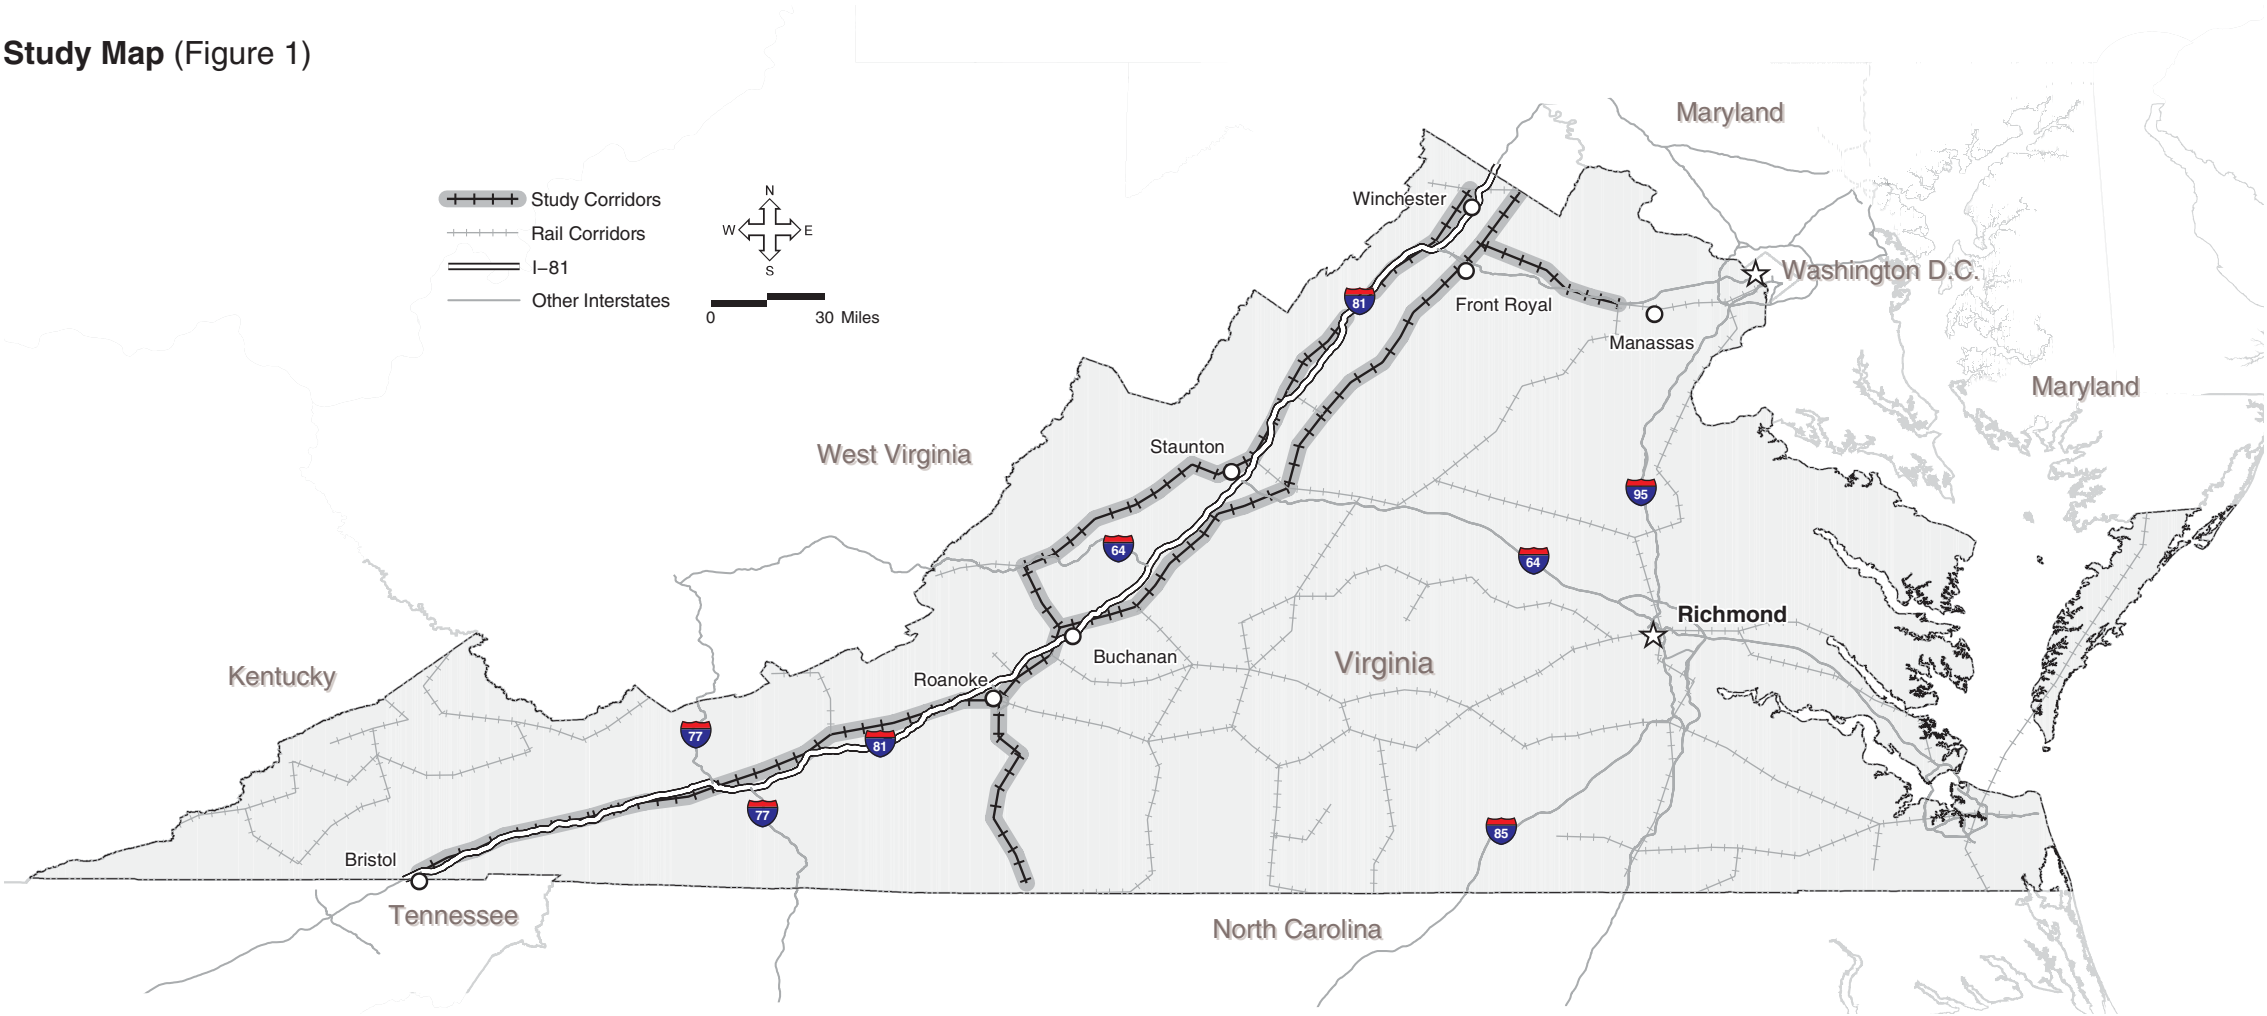 Study Map (Figure 1)
Maryland
Study Corridors
Rail Corridors
I–81
Other Interstates
N
W E
S
0 30 Miles
Winchester
Washington D.C.
81
Front Royal
Manassas
Maryland
West Virginia
Staunton
95
64
64
Richmond
Kentucky
Buchanan
Virginia
Roanoke
77
81
77
85
Bristol
Tennessee
North Carolina